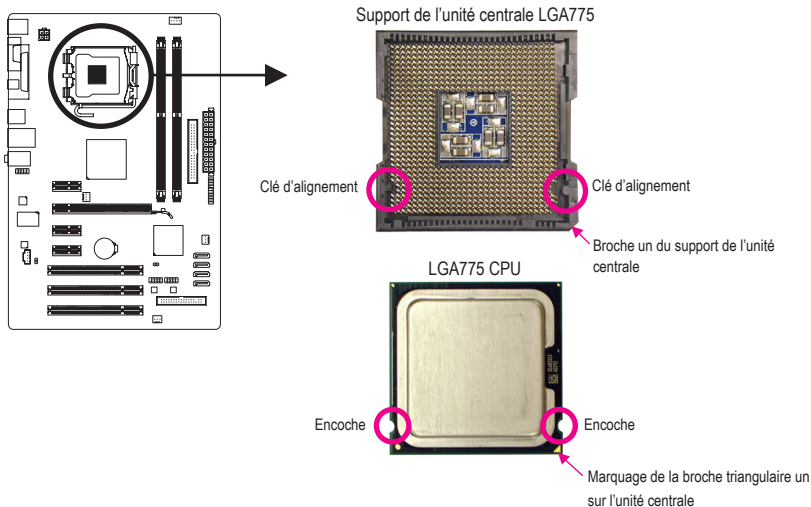 Support de l'unité centrale LGA775
Clé d'alignement
Clé d'alignement
Broche un du support de l'unité
centrale
LGA775 CPU
Encoche
Encoche
Marquage de la broche triangulaire un
sur l'unité centrale